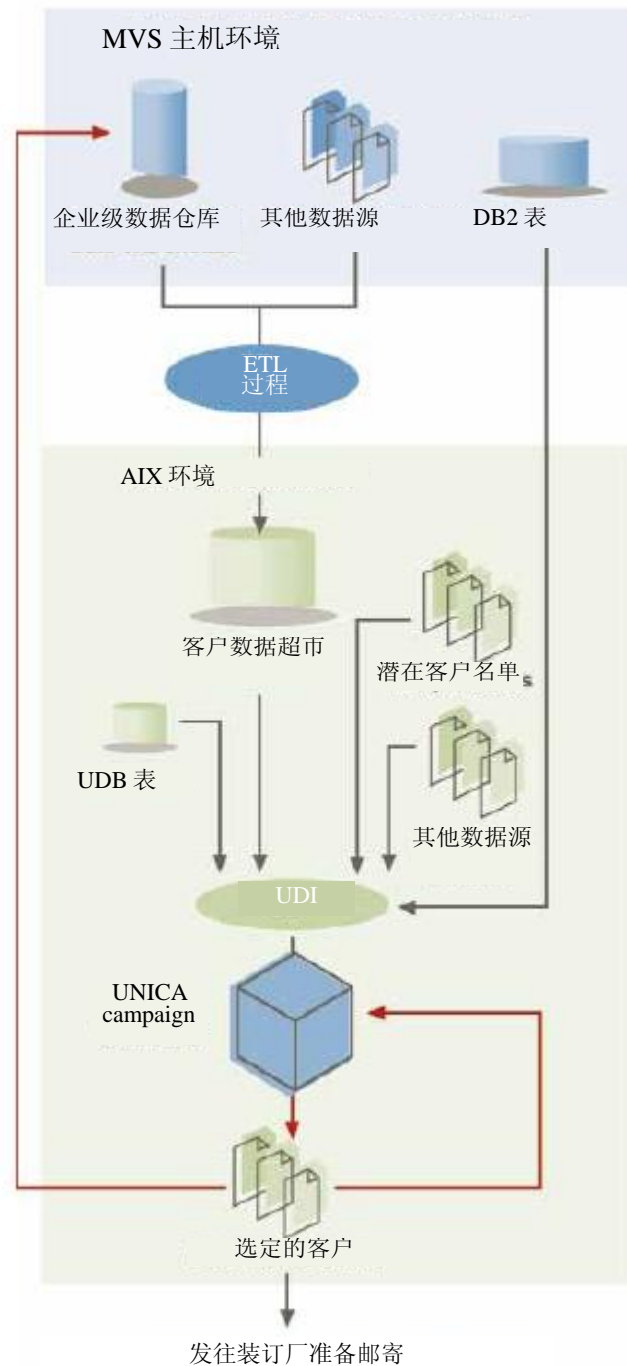 MVS 主机环境
企业级数据仓库
其他数据源
DB2 表
ETL
过程
AIX 环境
客户数据超市
潜在客户名单s
UDB 表
其他数据源
UDI
UNICA
campaign
选定的客户
发往装订厂准备邮寄